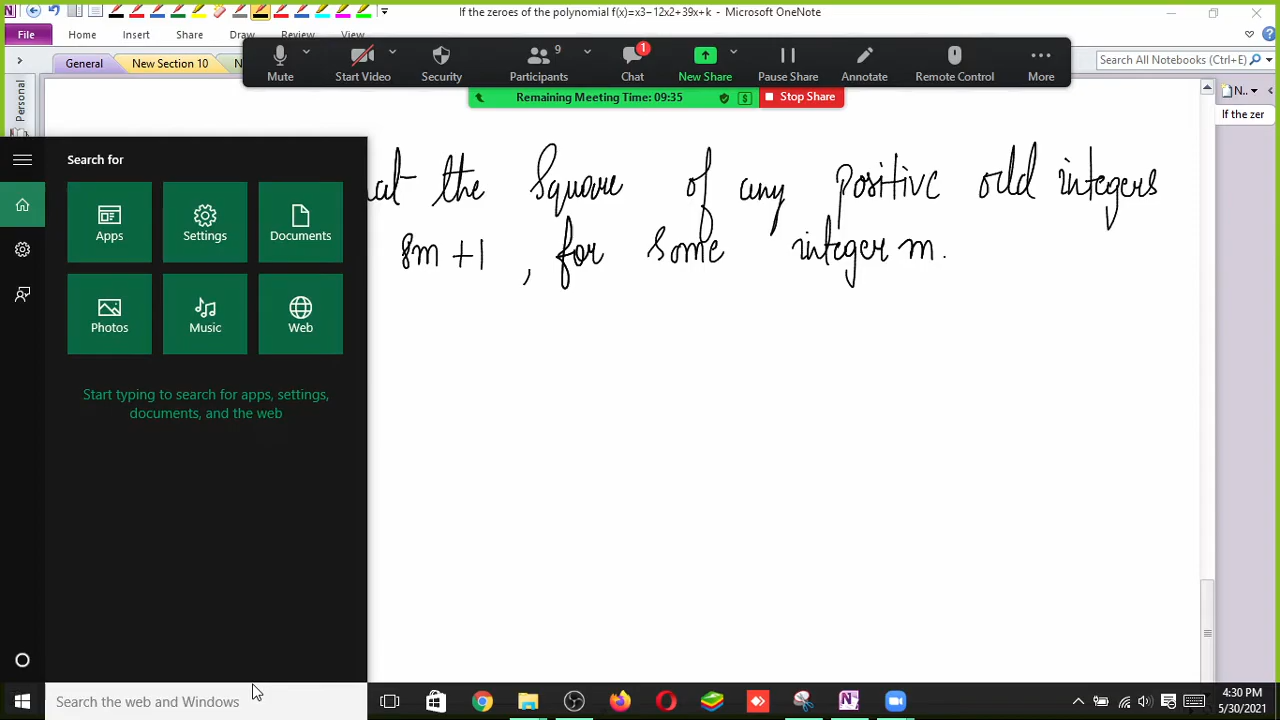 If the zeroes of the polynomial f(x)=x3−12x2+39x+k - Microsoft OneNote
File Home Insert Share Draw Review View
General New Section 10 N
Search All Notebooks (Ctrl+E)
Mute Start Video Security Participants 9 Chat 1 New Share Pause Share Annotate Remote Control More
Remaining Meeting Time: 09:35 Stop Share
Personal
N..
If the zer
Search for
Apps Settings Documents
Photos Music Web
Start typing to search for apps, settings,
documents, and the web
at the Square of any positive odd integers
8m + 1 , for some integer m.
Search the web and Windows
4:30 PM
5/30/2021